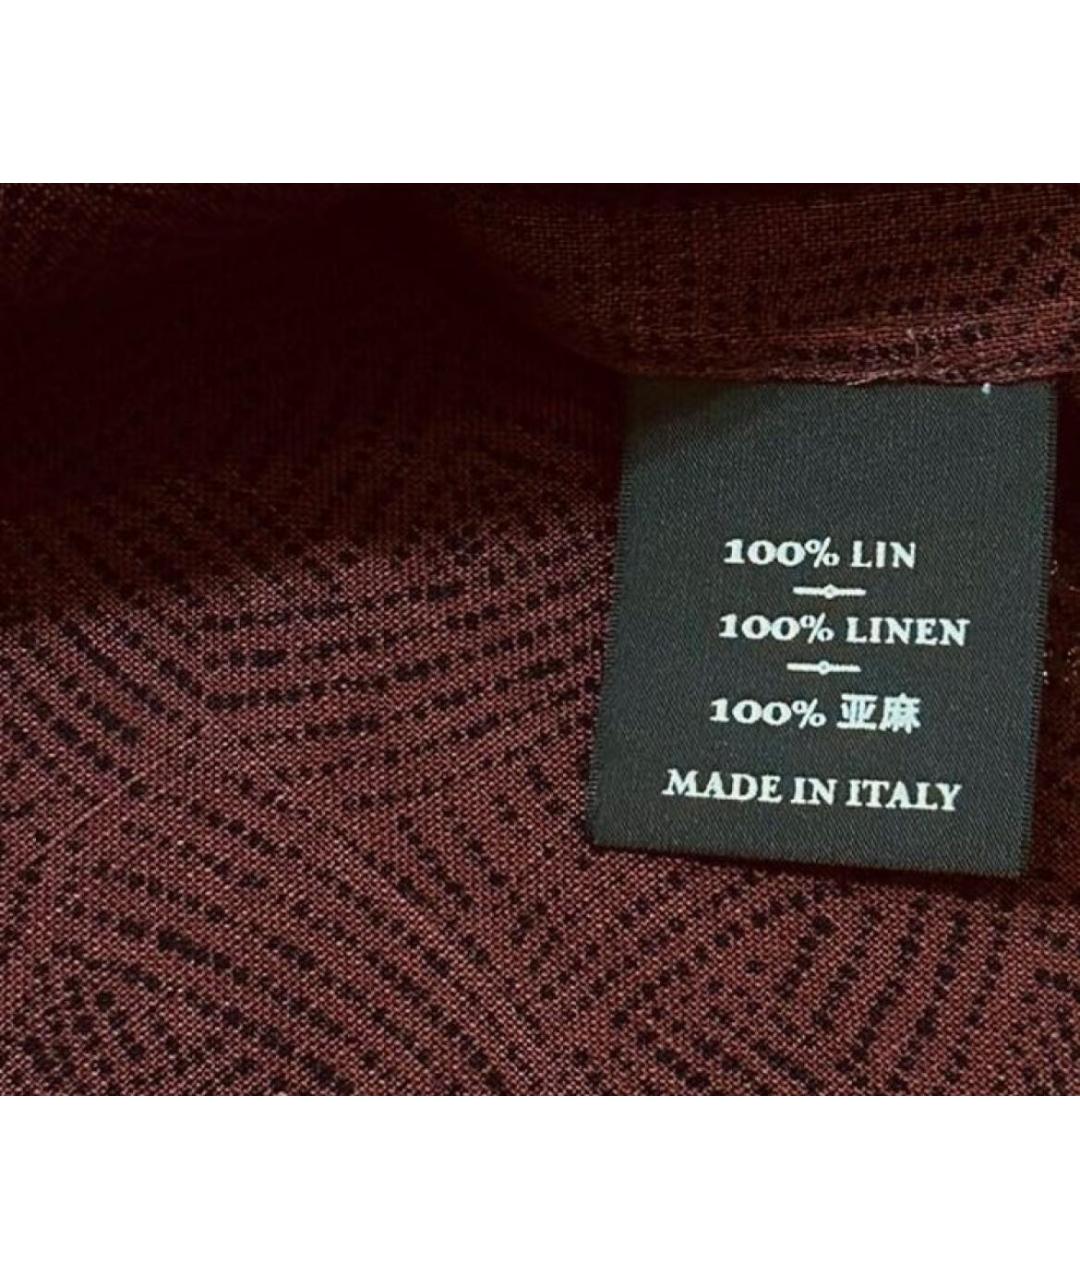 100% LIN
100% LINEN
100% 亚麻
MADE IN ITALY